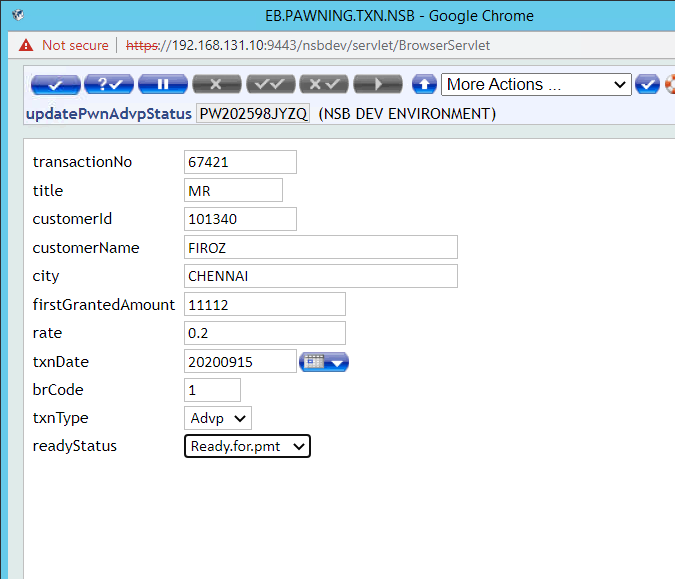 EB.PAWNING.TXN.NSB - Google Chrome
Not secure https://192.168.131.10:9443/nsbdev/servlet/BrowserServlet
More Actions ...
updatePwnAdvpStatus PW202598JYZQ (NSB DEV ENVIRONMENT)
transactionNo 67421
title MR
customerId 101340
customerName FIROZ
city CHENNAI
firstGrantedAmount 11112
rate 0.2
txnDate 20200915
brCode 1
txnType Advp
readyStatus Ready.for.pmt